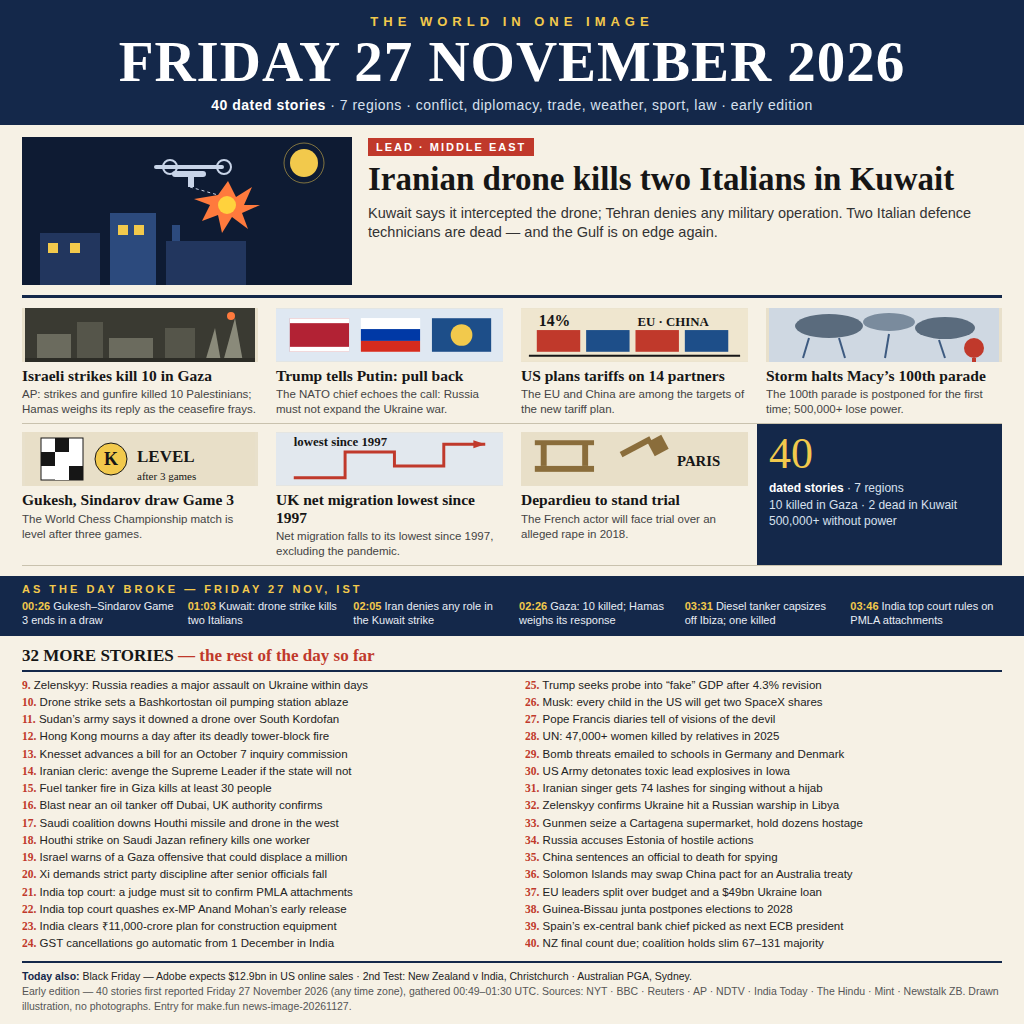 THE WORLD IN ONE IMAGE
FRIDAY 27 NOVEMBER 2026
40 dated stories · 7 regions · conflict, diplomacy, trade, weather, sport, law · early edition
LEAD · MIDDLE EAST
Iranian drone kills two Italians in Kuwait
Kuwait says it intercepted the drone; Tehran denies any military operation. Two Italian defence
technicians are dead — and the Gulf is on edge again.
Israeli strikes kill 10 in Gaza
AP: strikes and gunfire killed 10 Palestinians;
Hamas weighs its reply as the ceasefire frays.
Trump tells Putin: pull back
The NATO chief echoes the call: Russia
must not expand the Ukraine war.
14%
EU · CHINA
US plans tariffs on 14 partners
The EU and China are among the targets of
the new tariff plan.
Storm halts Macy’s 100th parade
The 100th parade is postponed for the first
time; 500,000+ lose power.
K
LEVEL
after 3 games
Gukesh, Sindarov draw Game 3
The World Chess Championship match is
level after three games.
lowest since 1997
UK net migration lowest since
1997
Net migration falls to its lowest since 1997,
excluding the pandemic.
PARIS
Depardieu to stand trial
The French actor will face trial over an
alleged rape in 2018.
40
dated stories · 7 regions
10 killed in Gaza · 2 dead in Kuwait
500,000+ without power
AS THE DAY BROKE — FRIDAY 27 NOV, IST
00:26 Gukesh–Sindarov Game
3 ends in a draw
01:03 Kuwait: drone strike kills
two Italians
02:05 Iran denies any role in
the Kuwait strike
02:26 Gaza: 10 killed; Hamas
weighs its response
03:31 Diesel tanker capsizes
off Ibiza; one killed
03:46 India top court rules on
PMLA attachments
32 MORE STORIES — the rest of the day so far
9. Zelenskyy: Russia readies a major assault on Ukraine within days
10. Drone strike sets a Bashkortostan oil pumping station ablaze
11. Sudan’s army says it downed a drone over South Kordofan
12. Hong Kong mourns a day after its deadly tower-block fire
13. Knesset advances a bill for an October 7 inquiry commission
14. Iranian cleric: avenge the Supreme Leader if the state will not
15. Fuel tanker fire in Giza kills at least 30 people
16. Blast near an oil tanker off Dubai, UK authority confirms
17. Saudi coalition downs Houthi missile and drone in the west
18. Houthi strike on Saudi Jazan refinery kills one worker
19. Israel warns of a Gaza offensive that could displace a million
20. Xi demands strict party discipline after senior officials fall
21. India top court: a judge must sit to confirm PMLA attachments
22. India top court quashes ex-MP Anand Mohan’s early release
23. India clears ₹11,000-crore plan for construction equipment
24. GST cancellations go automatic from 1 December in India
25. Trump seeks probe into “fake” GDP after 4.3% revision
26. Musk: every child in the US will get two SpaceX shares
27. Pope Francis diaries tell of visions of the devil
28. UN: 47,000+ women killed by relatives in 2025
29. Bomb threats emailed to schools in Germany and Denmark
30. US Army detonates toxic lead explosives in Iowa
31. Iranian singer gets 74 lashes for singing without a hijab
32. Zelenskyy confirms Ukraine hit a Russian warship in Libya
33. Gunmen seize a Cartagena supermarket, hold dozens hostage
34. Russia accuses Estonia of hostile actions
35. China sentences an official to death for spying
36. Solomon Islands may swap China pact for an Australia treaty
37. EU leaders split over budget and a $49bn Ukraine loan
38. Guinea-Bissau junta postpones elections to 2028
39. Spain’s ex-central bank chief picked as next ECB president
40. NZ final count due; coalition holds slim 67–131 majority
Today also: Black Friday — Adobe expects $12.9bn in US online sales · 2nd Test: New Zealand v India, Christchurch · Australian PGA, Sydney.
Early edition — 40 stories first reported Friday 27 November 2026 (any time zone), gathered 00:49–01:30 UTC. Sources: NYT · BBC · Reuters · AP · NDTV · India Today · The Hindu · Mint · Newstalk ZB. Drawn
illustration, no photographs. Entry for make.fun news-image-20261127.